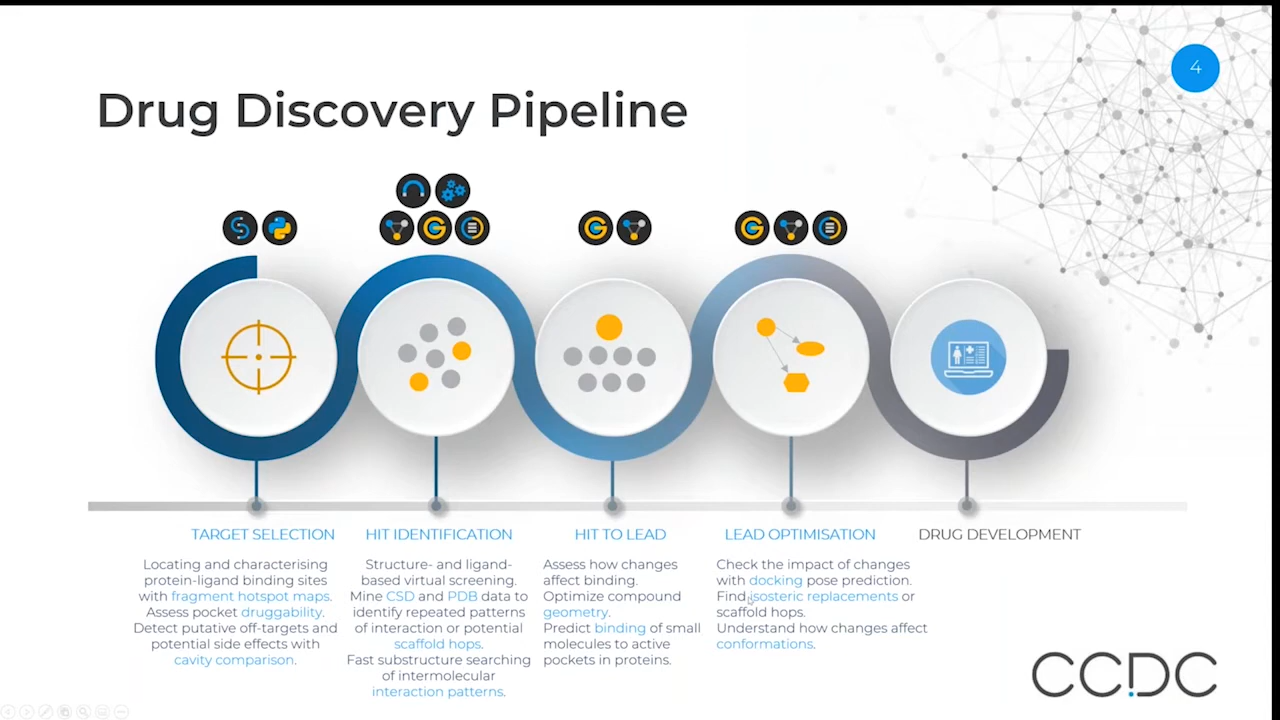 4
Drug Discovery Pipeline
TARGET SELECTION
Locating and characterising
protein-ligand binding sites
with fragment hotspot maps.
Assess pocket druggability.
Detect putative off-targets and
potential side effects with
cavity comparison.
HIT IDENTIFICATION
Structure- and ligand-
based virtual screening.
Mine CSD and PDB data to
identify repeated patterns
of interaction or potential
scaffold hops.
Fast substructure searching
of intermolecular
interaction patterns.
HIT TO LEAD
Assess how changes
affect binding.
Optimize compound
geometry.
Predict binding of small
molecules to active
pockets in proteins.
LEAD OPTIMISATION
Check the impact of changes
with docking pose prediction.
Find isosteric replacements or
scaffold hops.
Understand how changes affect
conformations.
DRUG DEVELOPMENT
CCDC